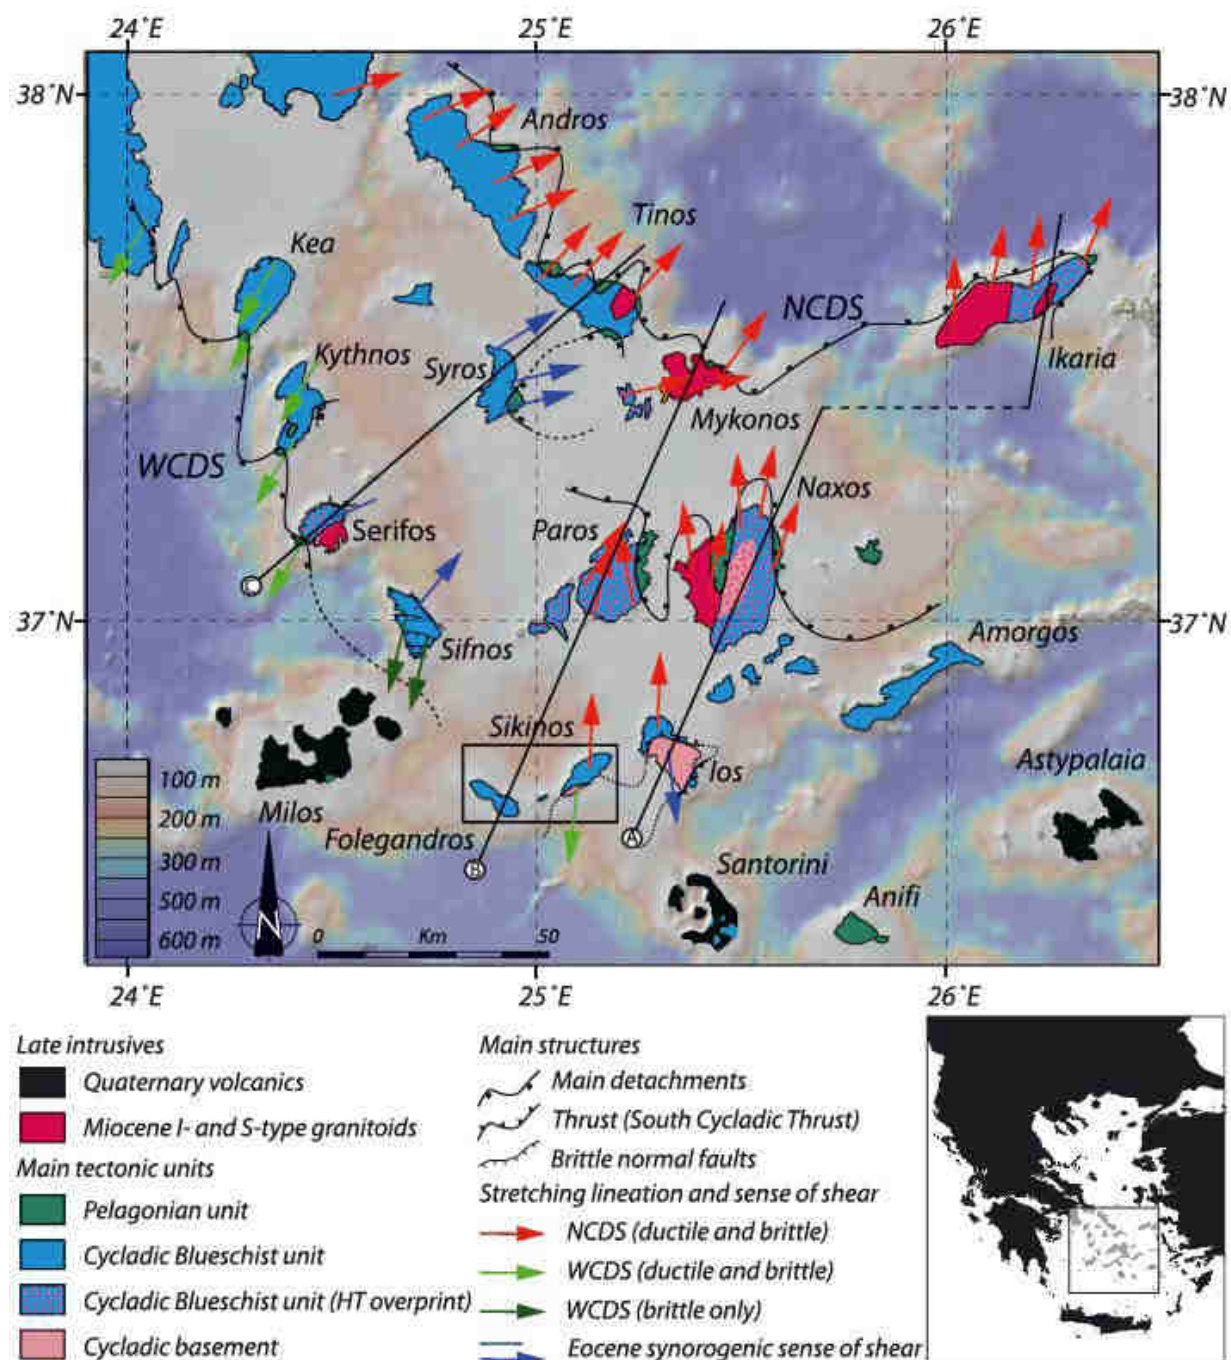 24°E 25°E 26°E
38°N 38°N
Andros
Tinos
Kea
NCDS
Kythnos
Syros
Ikaria
Mykonos
WCDS
Naxos
Serifos
Paros
C
37°N 37°N
Sifnos
Amorgos
Sikinos
Ios
Astypalaia
100 m
200 m
300 m
500 m
600 m
Milos
Folegandros
A
B
Santorini
Anifi
N
0 Km 50
24°E 25°E 26°E
Late intrusives
Quaternary volcanics
Miocene I- and S-type granitoids
Main tectonic units
Pelagonian unit
Cycladic Blueschist unit
Cycladic Blueschist unit (HT overprint)
Cycladic basement
Main structures
Main detachments
Thrust (South Cycladic Thrust)
Brittle normal faults
Stretching lineation and sense of shear
NCDS (ductile and brittle)
WCDS (ductile and brittle)
WCDS (brittle only)
Eocene synorogenic sense of shear